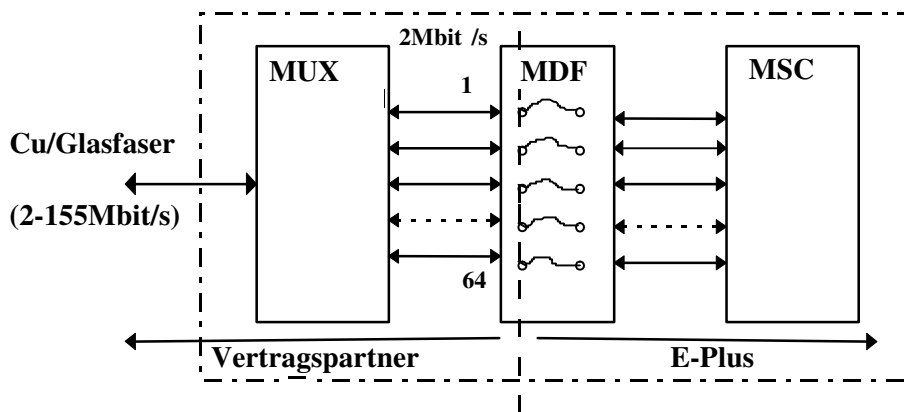 2Mbit /s
MUX
MDF
MSC
1
Cu/Glasfaser
(2-155Mbit/s)
64
Vertragspartner
E-Plus